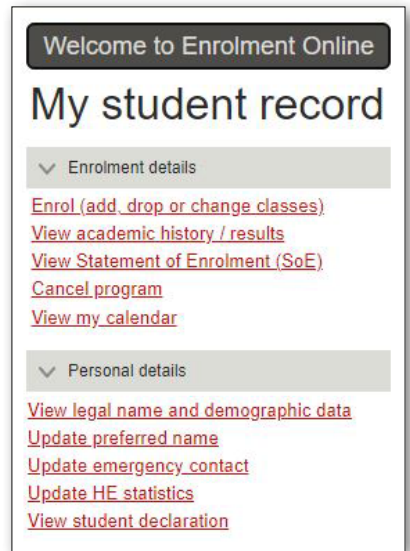 Welcome to Enrolment Online
My student record
Enrolment details
Enrol (add, drop or change classes)
View academic history / results
View Statement of Enrolment (SoE)
Cancel program
View my calendar
Personal details
View legal name and demographic data
Update preferred name
Update emergency contact
Update HE statistics
View student declaration